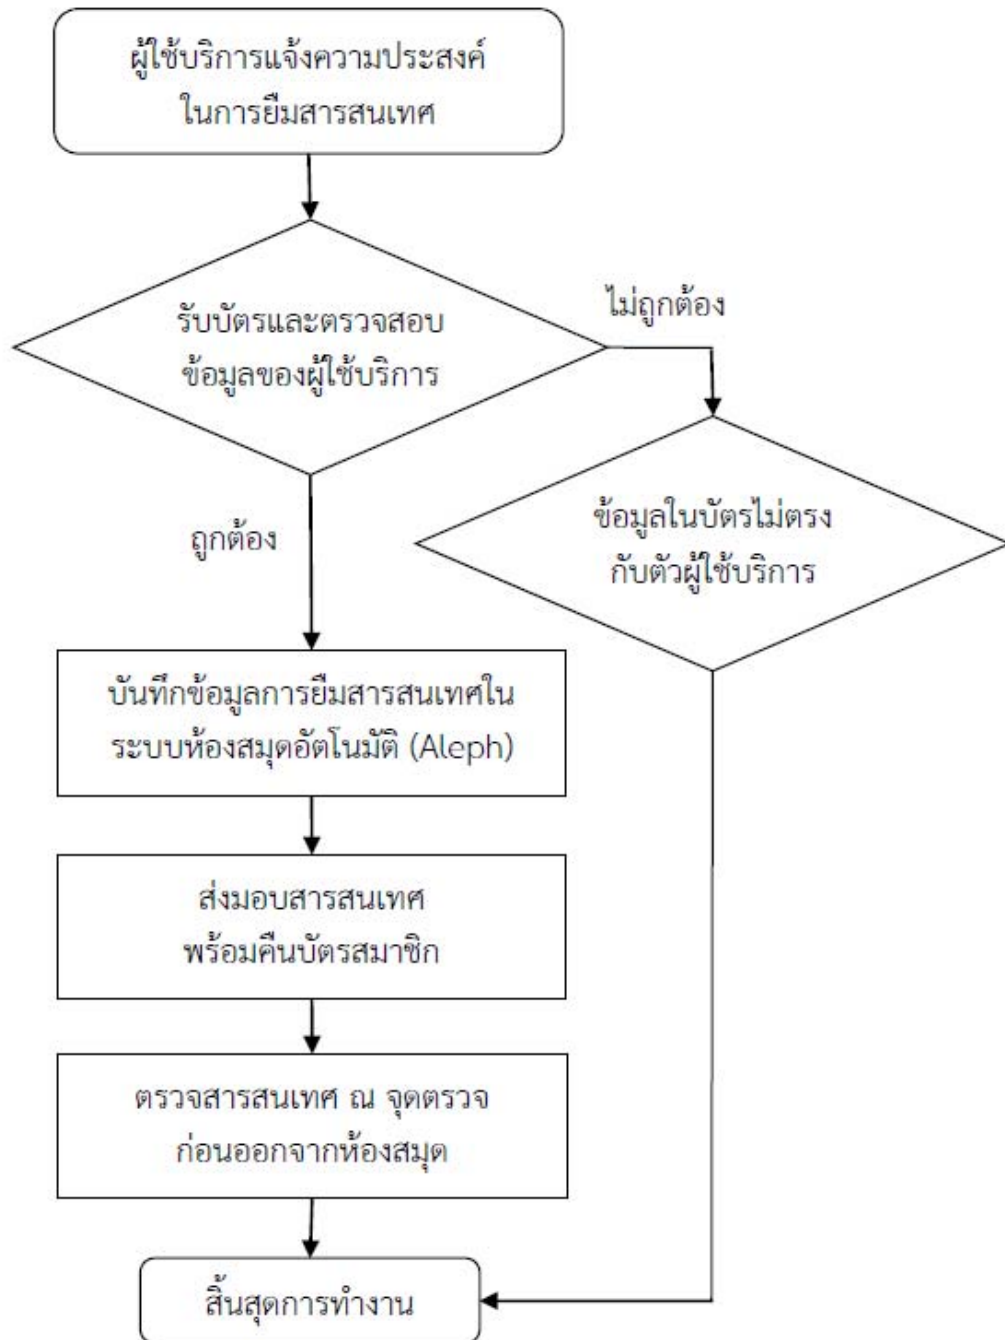 ผู้ใช้บริการแจ้งความประสงค์
ในการยืมสารสนเทศ
รับบัตรและตรวจสอบ
ข้อมูลของผู้ใช้บริการ
ไม่ถูกต้อง
ข้อมูลในบัตรไม่ตรง
กับตัวผู้ใช้บริการ
ถูกต้อง
บันทึกข้อมูลการยืมสารสนเทศใน
ระบบห้องสมุดอัตโนมัติ (Aleph)
ส่งมอบสารสนเทศ
พร้อมคืนบัตรสมาชิก
ตรวจสารสนเทศ ณ จุดตรวจ
ก่อนออกจากห้องสมุด
สิ้นสุดการทำงาน